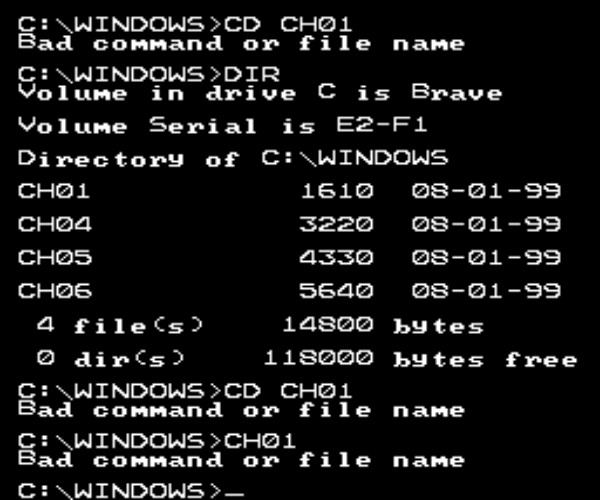 C:\WINDOWS>CD CH01
Bad command or file name
C:\WINDOWS>DIR
Volume in drive C is Brave
Volume Serial is E2-F1
Directory of C:\WINDOWS
CH01 1610 08-01-99
CH04 3220 08-01-99
CH05 4330 08-01-99
CH06 5640 08-01-99
4 file(s) 14800 bytes
0 dir(s) 118000 bytes free
C:\WINDOWS>CD CH01
Bad command or file name
C:\WINDOWS>CH01
Bad command or file name
C:\WINDOWS>_